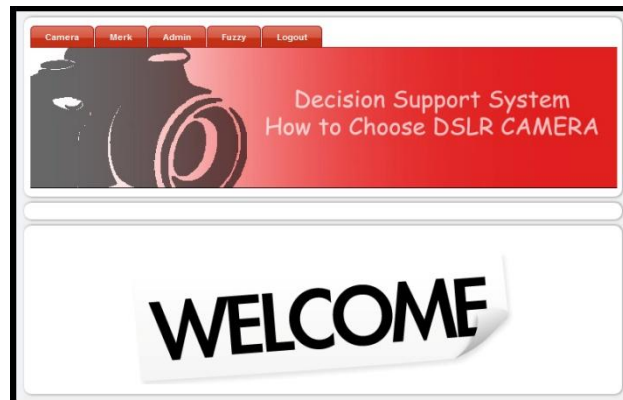 Camera Merk Admin Fuzzy Logout
Decision Support System
How to Choose DSLR CAMERA
WELCOME